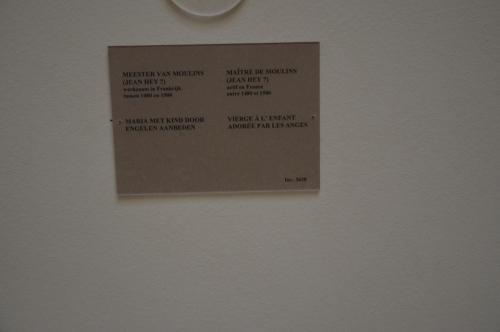 MEESTER VAN MOULINS
(JEAN HEY ?)
werkzaam in Frankrijk
tussen 1480 en 1500
MARIA MET KIND DOOR
ENGELEN AANBEDEN
MAÎTRE DE MOULINS
(JEAN HEY ?)
actif en France
entre 1480 et 1500
VIERGE À L' ENFANT
ADORÉE PAR LES ANGES
Inv.